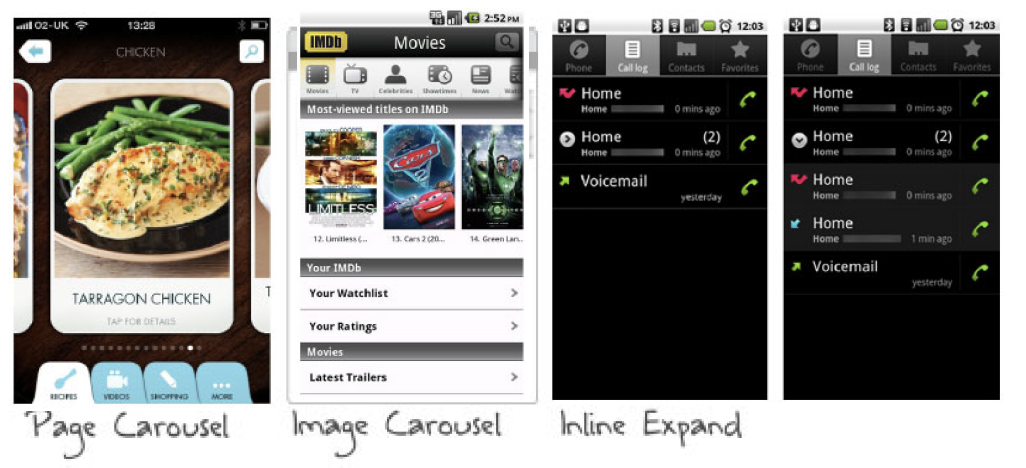 O2-UK 13:28
CHICKEN
TARRAGON CHICKEN
TAP FOR DETAILS
RECIPES VIDEOS SHOPPING MORE
Page Carousel
2:52 PM
IMDb Movies
Movies TV Celebrities Showtimes News
Most-viewed titles on IMDb
LIMITLESS
12. Limitless (... 13. Cars 2 (20... 14. Green Lan..
Your IMDb
Your Watchlist
Your Ratings
Movies
Latest Trailers
Image Carousel
12:03
Phone Call log Contacts Favorites
Home
Home 0 mins ago
Home (2)
Home 0 mins ago
Voicemail
yesterday
12:03
Phone Call log Contacts Favorites
Home
Home 0 mins ago
Home (2)
Home 0 mins ago
Home
Home 0 mins ago
Home
Home 1 min ago
Voicemail
yesterday
Inline Expand